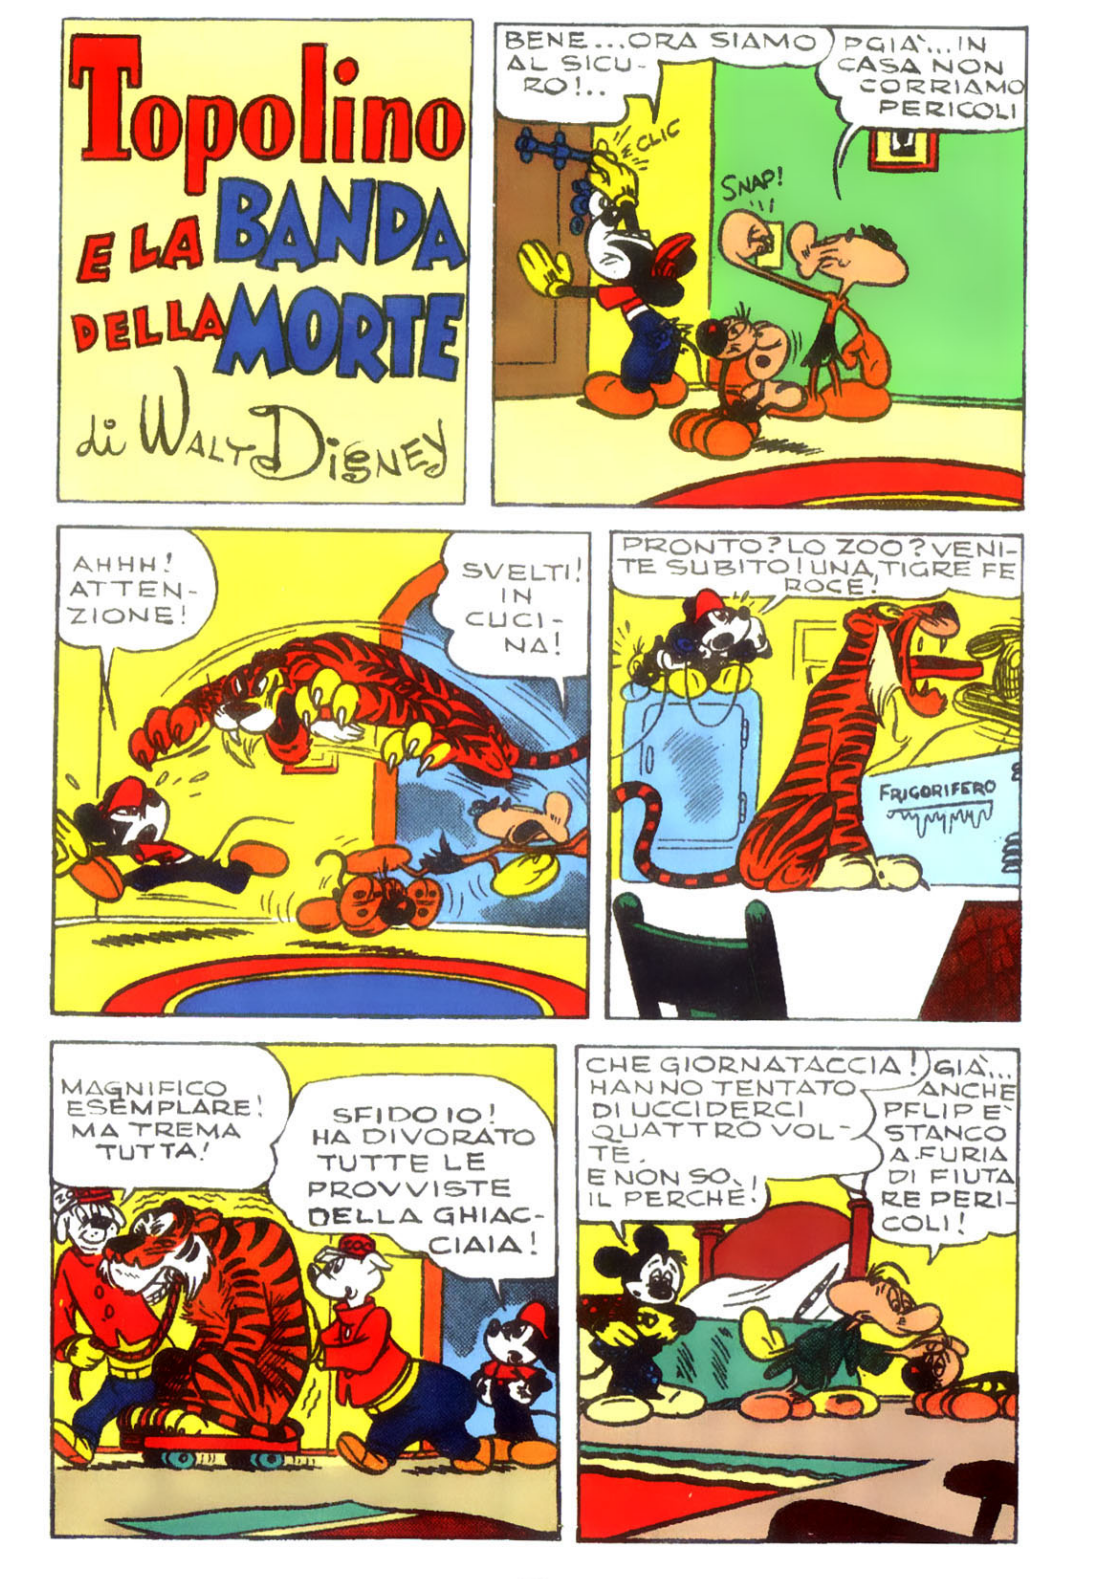 Topolino
E LA BANDA
DELLA MORTE
di WALT DISNEY
BENE...ORA SIAMO
AL SICU-
RO!..
CLIC
PGIÀ...IN
CASA NON
CORRIAMO
PERICOLI
SNAP!
AHHH!
ATTEN-
ZIONE!
SVELTI!
IN
CUCI-
NA!
PRONTO? LO ZOO? VENI-
TE SUBITO! UNA TIGRE FE
ROCE!
FRIGORIFERO
MAGNIFICO
ESEMPLARE!
MA TREMA
TUTTA!
SFIDO IO!
HA DIVORATO
TUTTE LE
PROVVISTE
DELLA GHIAC-
CIAIA!
ZOO
ZOO
CHE GIORNATACCIA!
HANNO TENTATO
DI UCCIDERCI
QUATTRO VOL-
TE.
E NON SO
IL PERCHÈ!
GIÀ...
ANCHE
PFLIP E'
STANCO
A FURIA
DI FIUTA
RE PERI-
COLI!